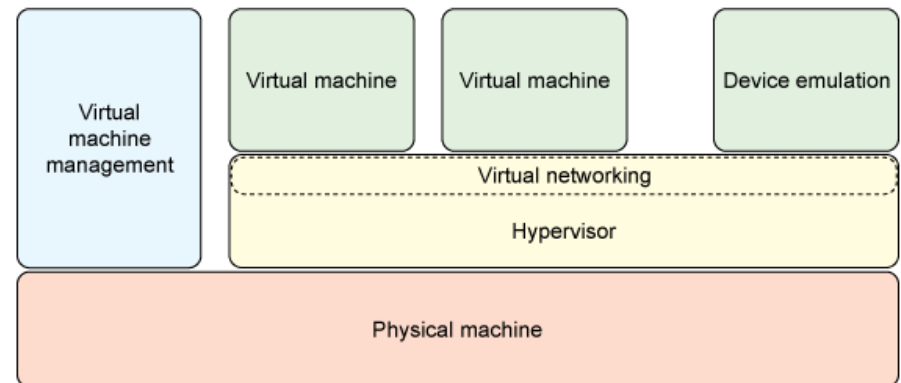 Virtual
machine
management
Virtual machine
Virtual machine
Device emulation
Virtual networking
Hypervisor
Physical machine